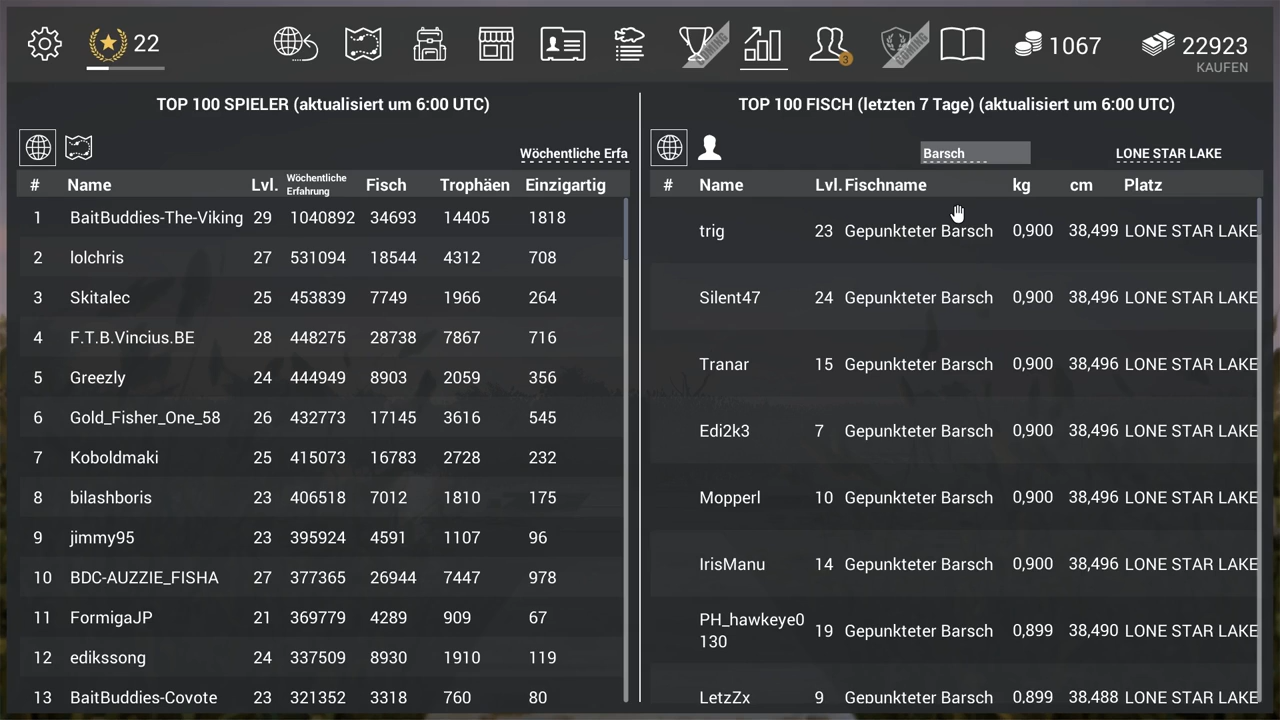 22
COMING
COMING
3
1067
22923
KAUFEN
TOP 100 SPIELER (aktualisiert um 6:00 UTC)
Wöchentliche Erfa
# Name Lvl. Wöchentliche Erfahrung Fisch Trophäen Einzigartig
1 BaitBuddies-The-Viking 29 1040892 34693 14405 1818
2 lolchris 27 531094 18544 4312 708
3 Skitalec 25 453839 7749 1966 264
4 F.T.B.Vincius.BE 28 448275 28738 7867 716
5 Greezly 24 444949 8903 2059 356
6 Gold_Fisher_One_58 26 432773 17145 3616 545
7 Koboldmaki 25 415073 16783 2728 232
8 bilashboris 23 406518 7012 1810 175
9 jimmy95 23 395924 4591 1107 96
10 BDC-AUZZIE_FISHA 27 377365 26944 7447 978
11 FormigaJP 21 369779 4289 909 67
12 edikssong 24 337509 8930 1910 119
13 BaitBuddies-Coyote 23 321352 3318 760 80
TOP 100 FISCH (letzten 7 Tage) (aktualisiert um 6:00 UTC)
Barsch LONE STAR LAKE
# Name Lvl. Fischname kg cm Platz
trig 23 Gepunkteter Barsch 0,900 38,499 LONE STAR LAKE
Silent47 24 Gepunkteter Barsch 0,900 38,496 LONE STAR LAKE
Tranar 15 Gepunkteter Barsch 0,900 38,496 LONE STAR LAKE
Edi2k3 7 Gepunkteter Barsch 0,900 38,496 LONE STAR LAKE
Mopperl 10 Gepunkteter Barsch 0,900 38,496 LONE STAR LAKE
IrisManu 14 Gepunkteter Barsch 0,900 38,496 LONE STAR LAKE
PH_hawkeye0
130 19 Gepunkteter Barsch 0,899 38,490 LONE STAR LAKE
LetzZx 9 Gepunkteter Barsch 0,899 38,488 LONE STAR LAKE